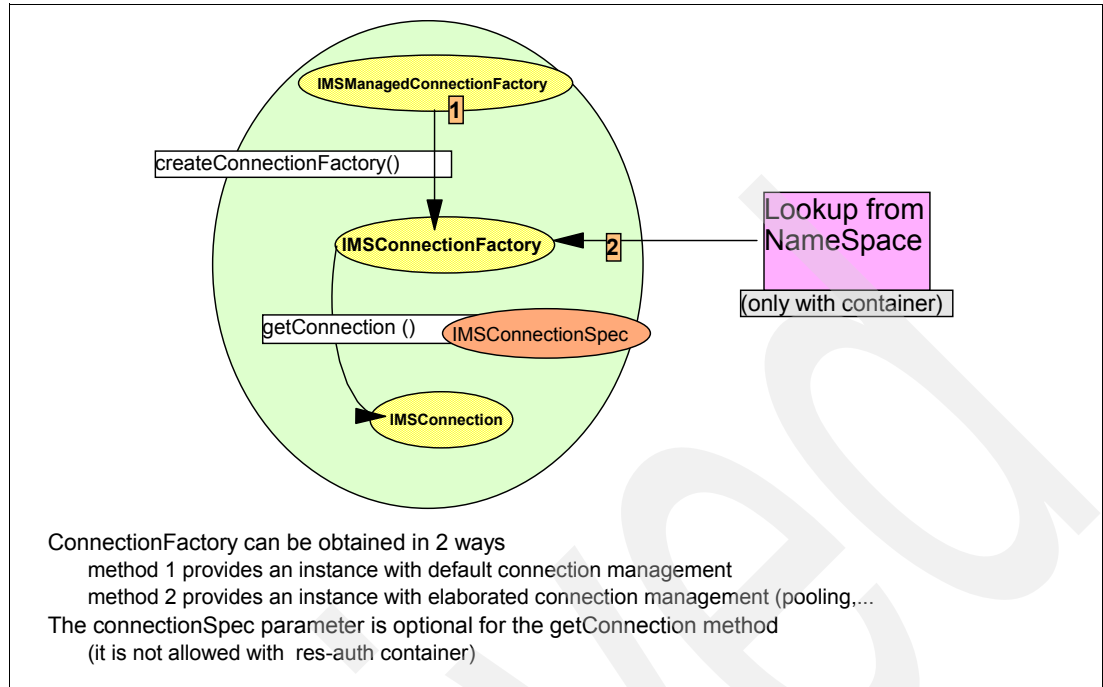 IMSManagedConnectionFactory
1
createConnectionFactory()
Lookup from
NameSpace
IMSConnectionFactory
2
(only with container)
getConnection ()
IMSConnectionSpec
IMSConnection
ConnectionFactory can be obtained in 2 ways
method 1 provides an instance with default connection management
method 2 provides an instance with elaborated connection management (pooling,...
The connectionSpec parameter is optional for the getConnection method
(it is not allowed with res-auth container)